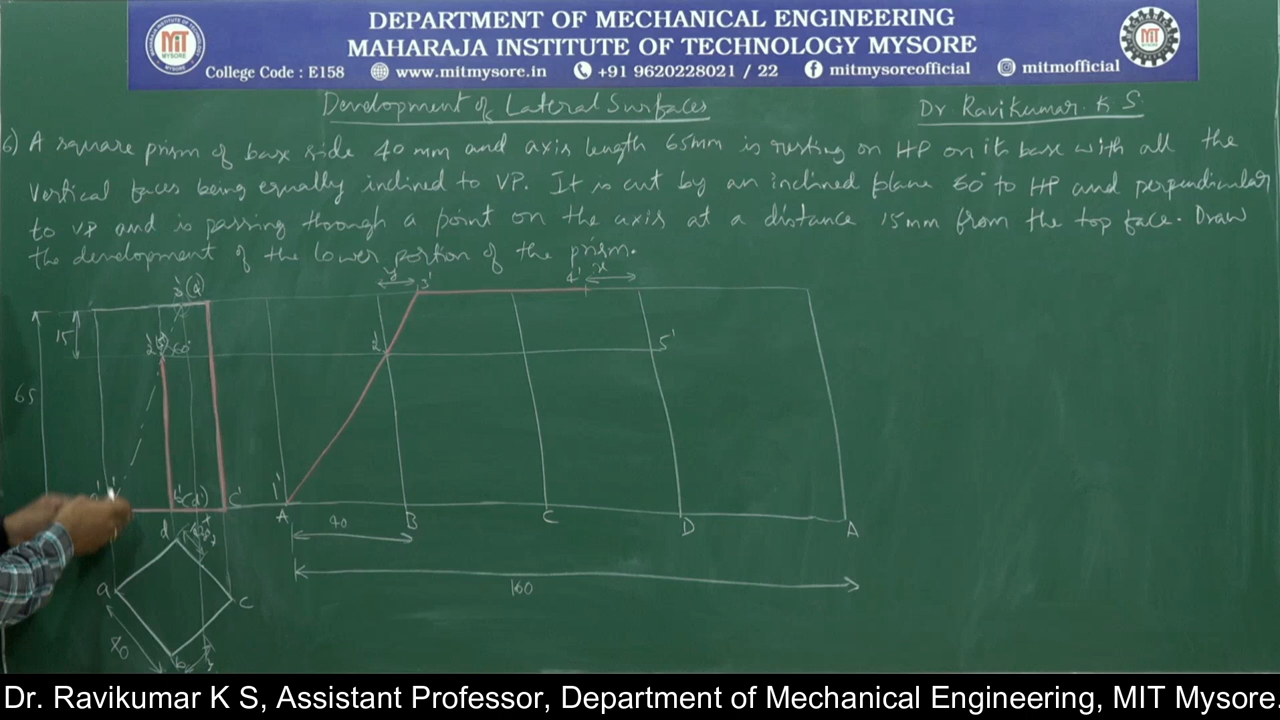 DEPARTMENT OF MECHANICAL ENGINEERING
MAHARAJA INSTITUTE OF TECHNOLOGY MYSORE
College Code : E158 www.mitmysore.in +91 9620228021 / 22 mitmysoreofficial mitmofficial
MIT MYSORE
MIT MYSORE
Development of Lateral Surfaces
Dr Ravikumar. K S.
6) A square prism of base side 40 mm and axis length 65mm is resting on HP on its base with all the
vertical faces being equally inclined to VP. It is cut by an inclined plane 60° to HP and perpendicular
to VP and is passing through a point on the axis at a distance 15mm from the top face. Draw
the development of the lower portion of the prism.
y 3' 4' x
15
2' 5'
60°
65
b'(d') c' 1'
A B C D A
40
160
d
a c
b
40
Dr. Ravikumar K S, Assistant Professor, Department of Mechanical Engineering, MIT Mysore.